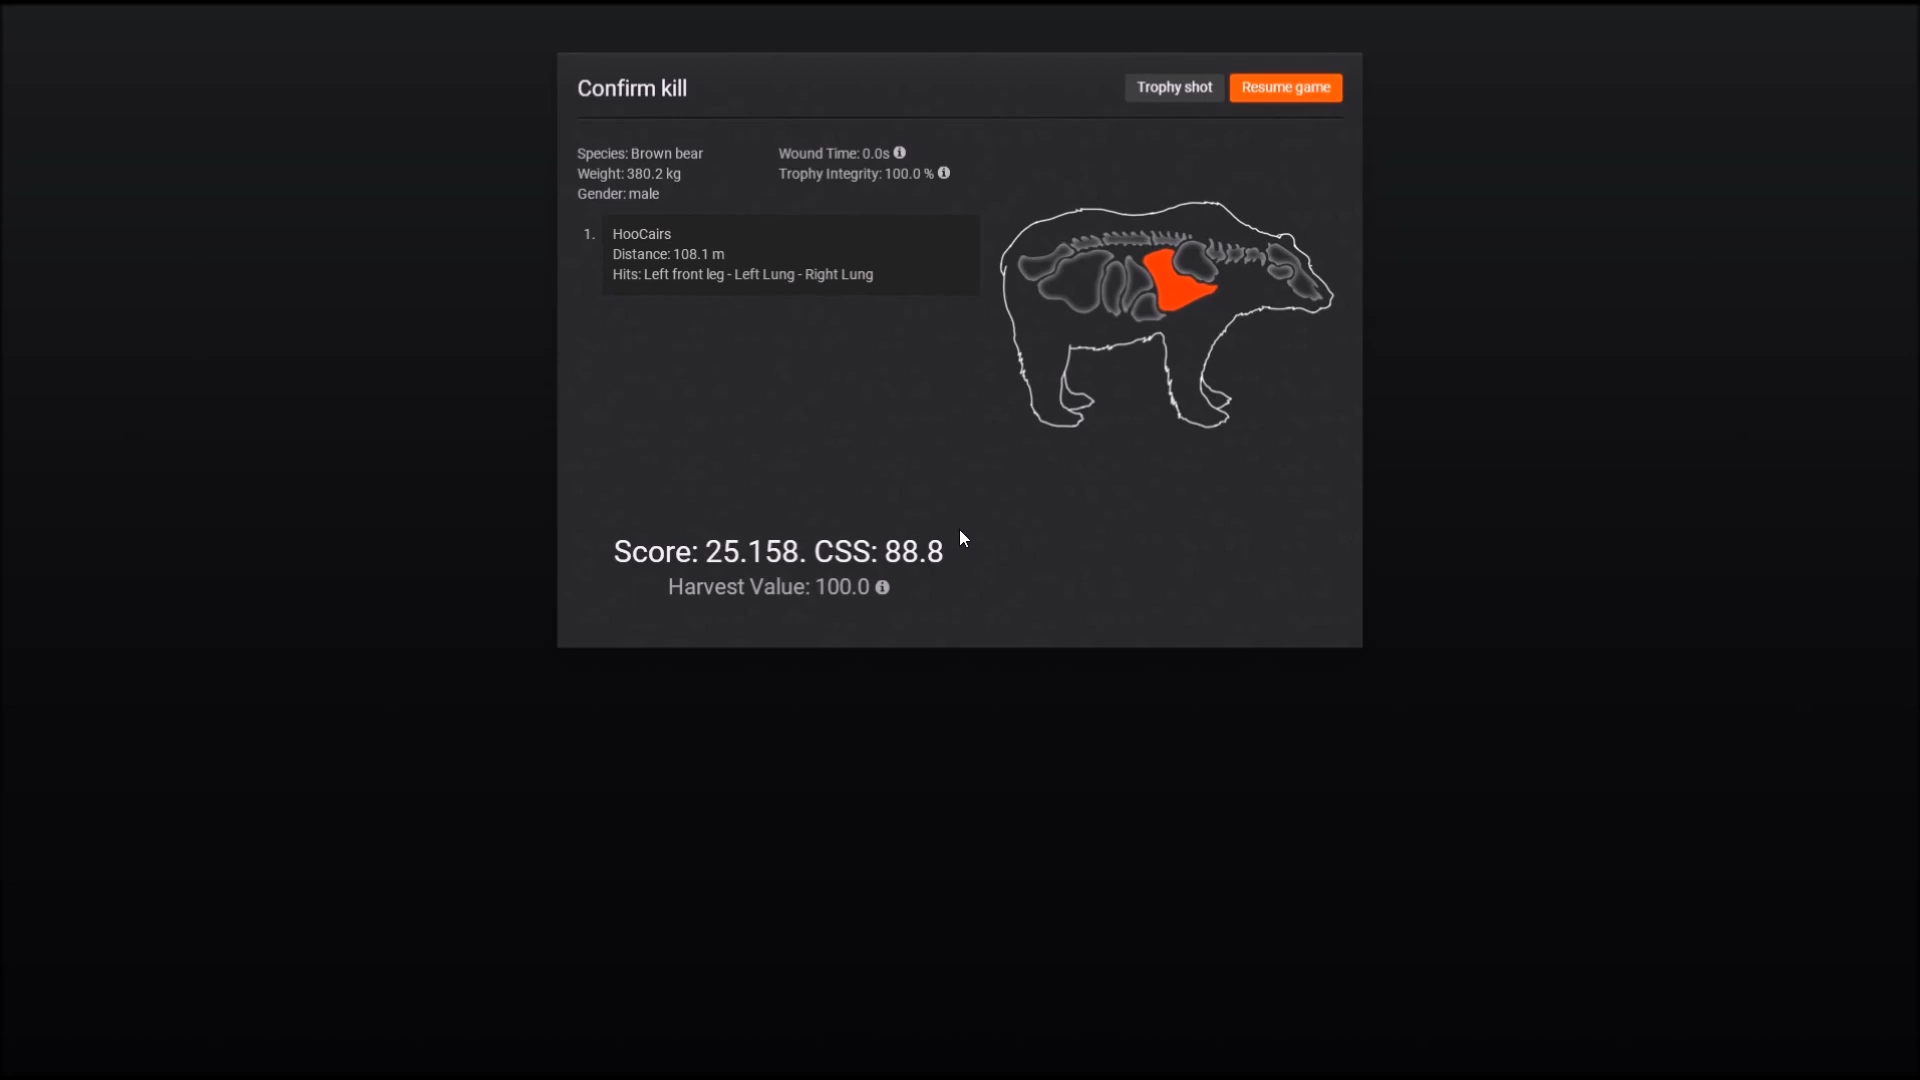 Confirm kill
Trophy shot
Resume game
Species: Brown bear
Weight: 380.2 kg
Gender: male
Wound Time: 0.0s
Trophy Integrity: 100.0 %
1.
HooCairs
Distance: 108.1 m
Hits: Left front leg - Left Lung - Right Lung
Score: 25.158. CSS: 88.8
Harvest Value: 100.0